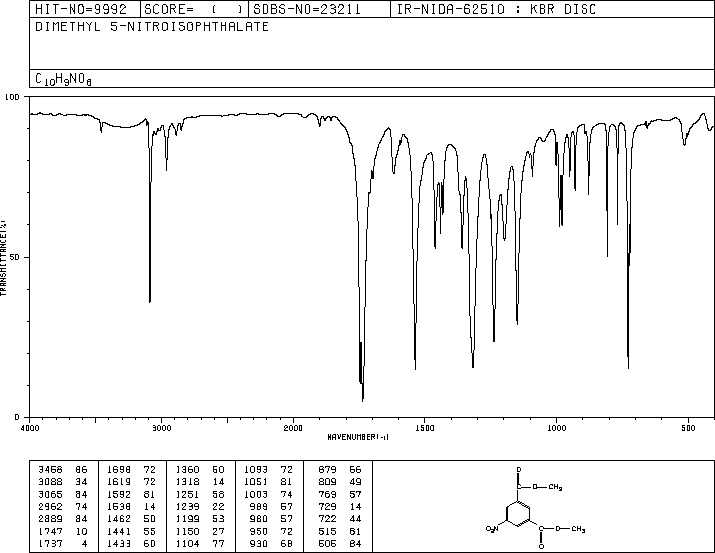 HIT-NO=9992 SCORE= ( ) SDBS-NO=23211 IR-NIDA-62510 : KBR DISC
DIMETHYL 5-NITROISOPHTHALATE
C10H9NO6
100
50
0
TRANSMITTANCE(%)
4000 3000 2000 1500 1000 500
WAVENUMBER(-1)
3468 86 1698 72 1360 50 1093 72 879 66
3088 34 1619 72 1318 14 1051 81 809 49
3065 84 1592 81 1251 58 1003 74 769 57
2962 74 1538 14 1239 22 989 57 729 14
2889 84 1462 50 1199 53 980 57 722 44
1747 10 1441 55 1150 27 950 72 515 81
1737 4 1433 60 1104 77 930 68 506 84
O
C—O—CH3
NO2
C—O—CH3
O